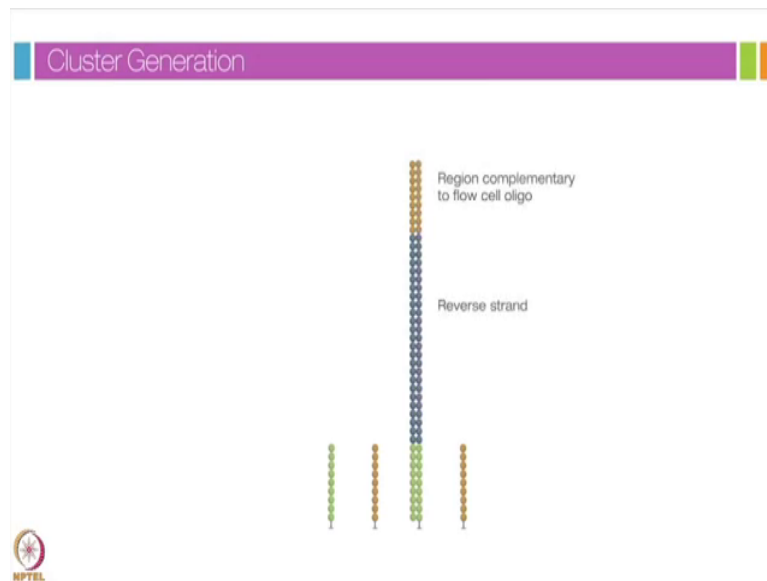 Cluster Generation
Region complementary
to flow cell oligo
Reverse strand
NPTEL